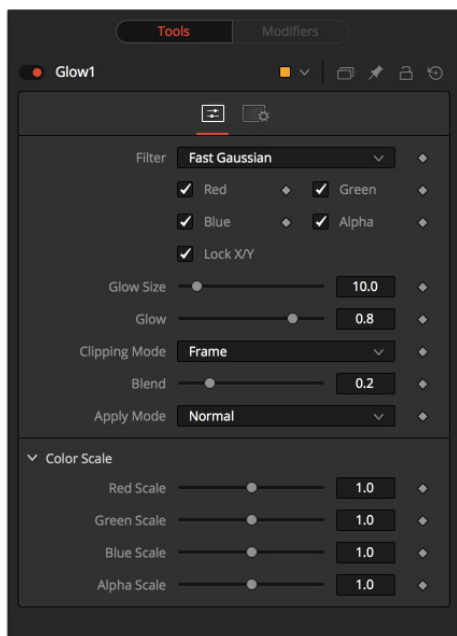 Tools Modifiers
Glow1
Filter Fast Gaussian
Red Green
Blue Alpha
Lock X/Y
Glow Size 10.0
Glow 0.8
Clipping Mode Frame
Blend 0.2
Apply Mode Normal
Color Scale
Red Scale 1.0
Green Scale 1.0
Blue Scale 1.0
Alpha Scale 1.0